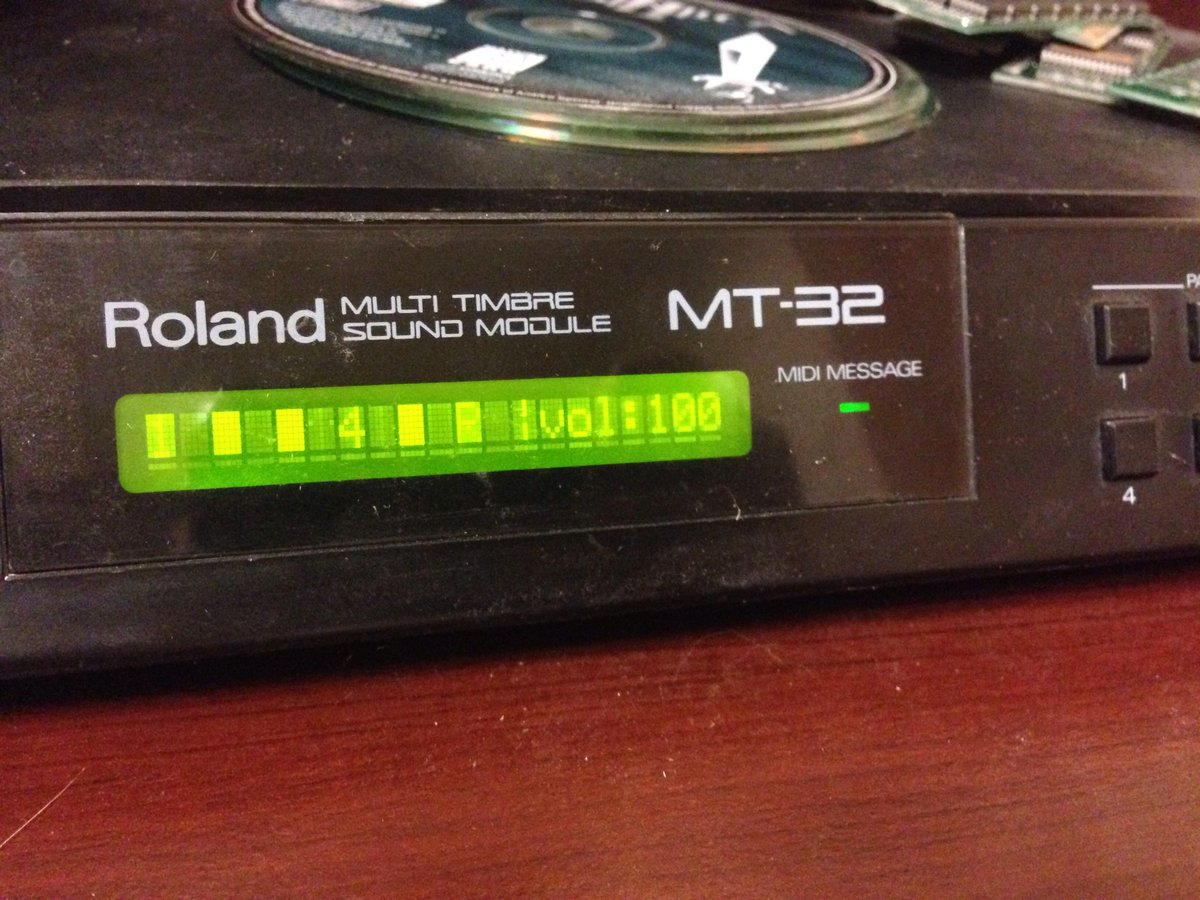 Roland
MULTI TIMBRE
SOUND MODULE
MT-32
MIDI MESSAGE
1 4 R |vol:100
1
4